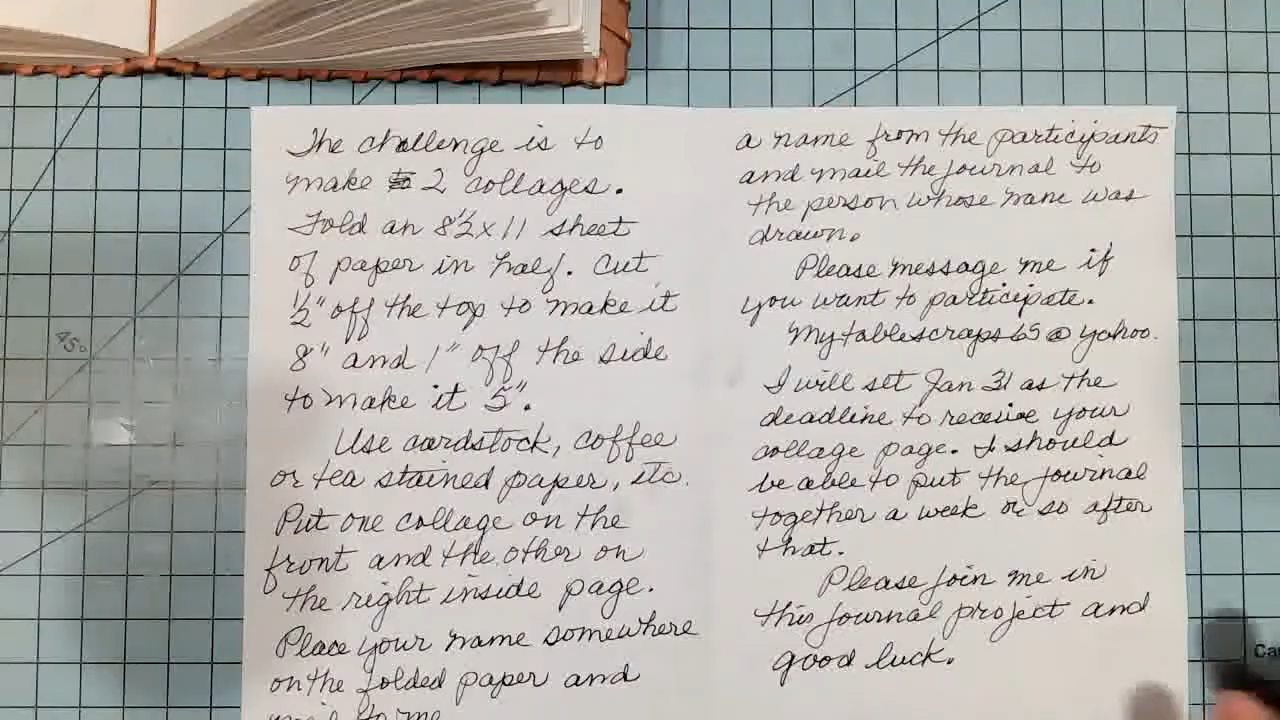 The challenge is to
make 2 collages.
Fold an 8½ x 11 sheet
of paper in half. Cut
½" off the top to make it
8" and 1" off the side
to make it 5".
Use cardstock, coffee
or tea stained paper, etc.
Put one collage on the
front and the other on
the right inside page.
Place your name somewhere
on the folded paper and
mail to me
a name from the participants
and mail the journal to
the person whose name was
drawn.
Please message me if
you want to participate.
Mytablescraps65@yahoo.
I will set Jan 31 as the
deadline to receive your
collage page. I should
be able to put the journal
together a week or so after
that.
Please join me in
this journal project and
good luck.
45°